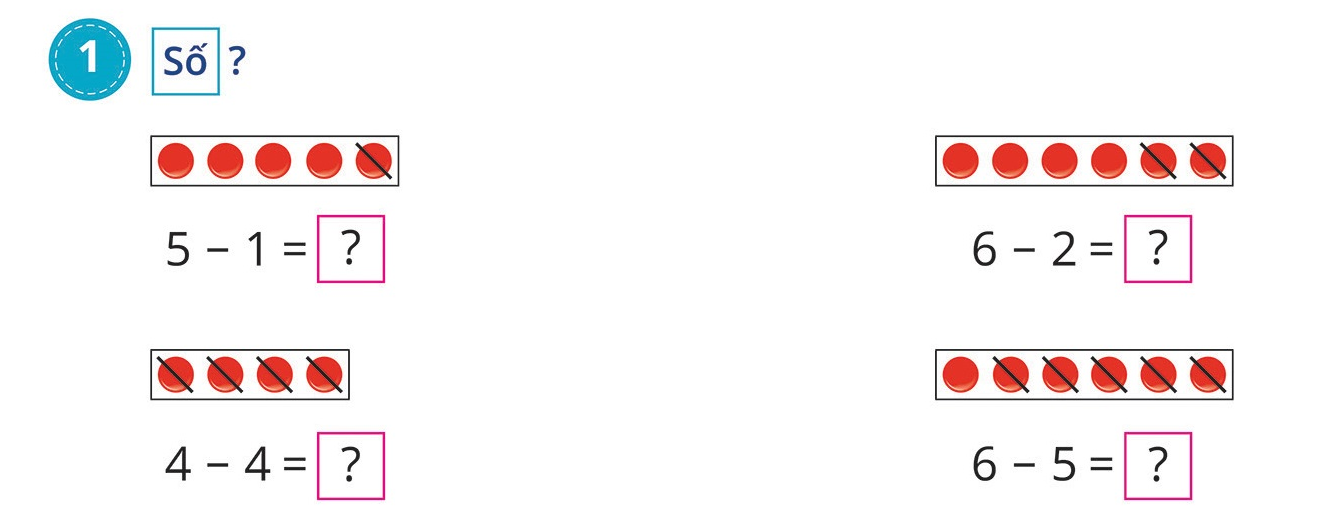 1 Số ?
5 – 1 = ? 6 – 2 = ?
4 – 4 = ? 6 – 5 = ?